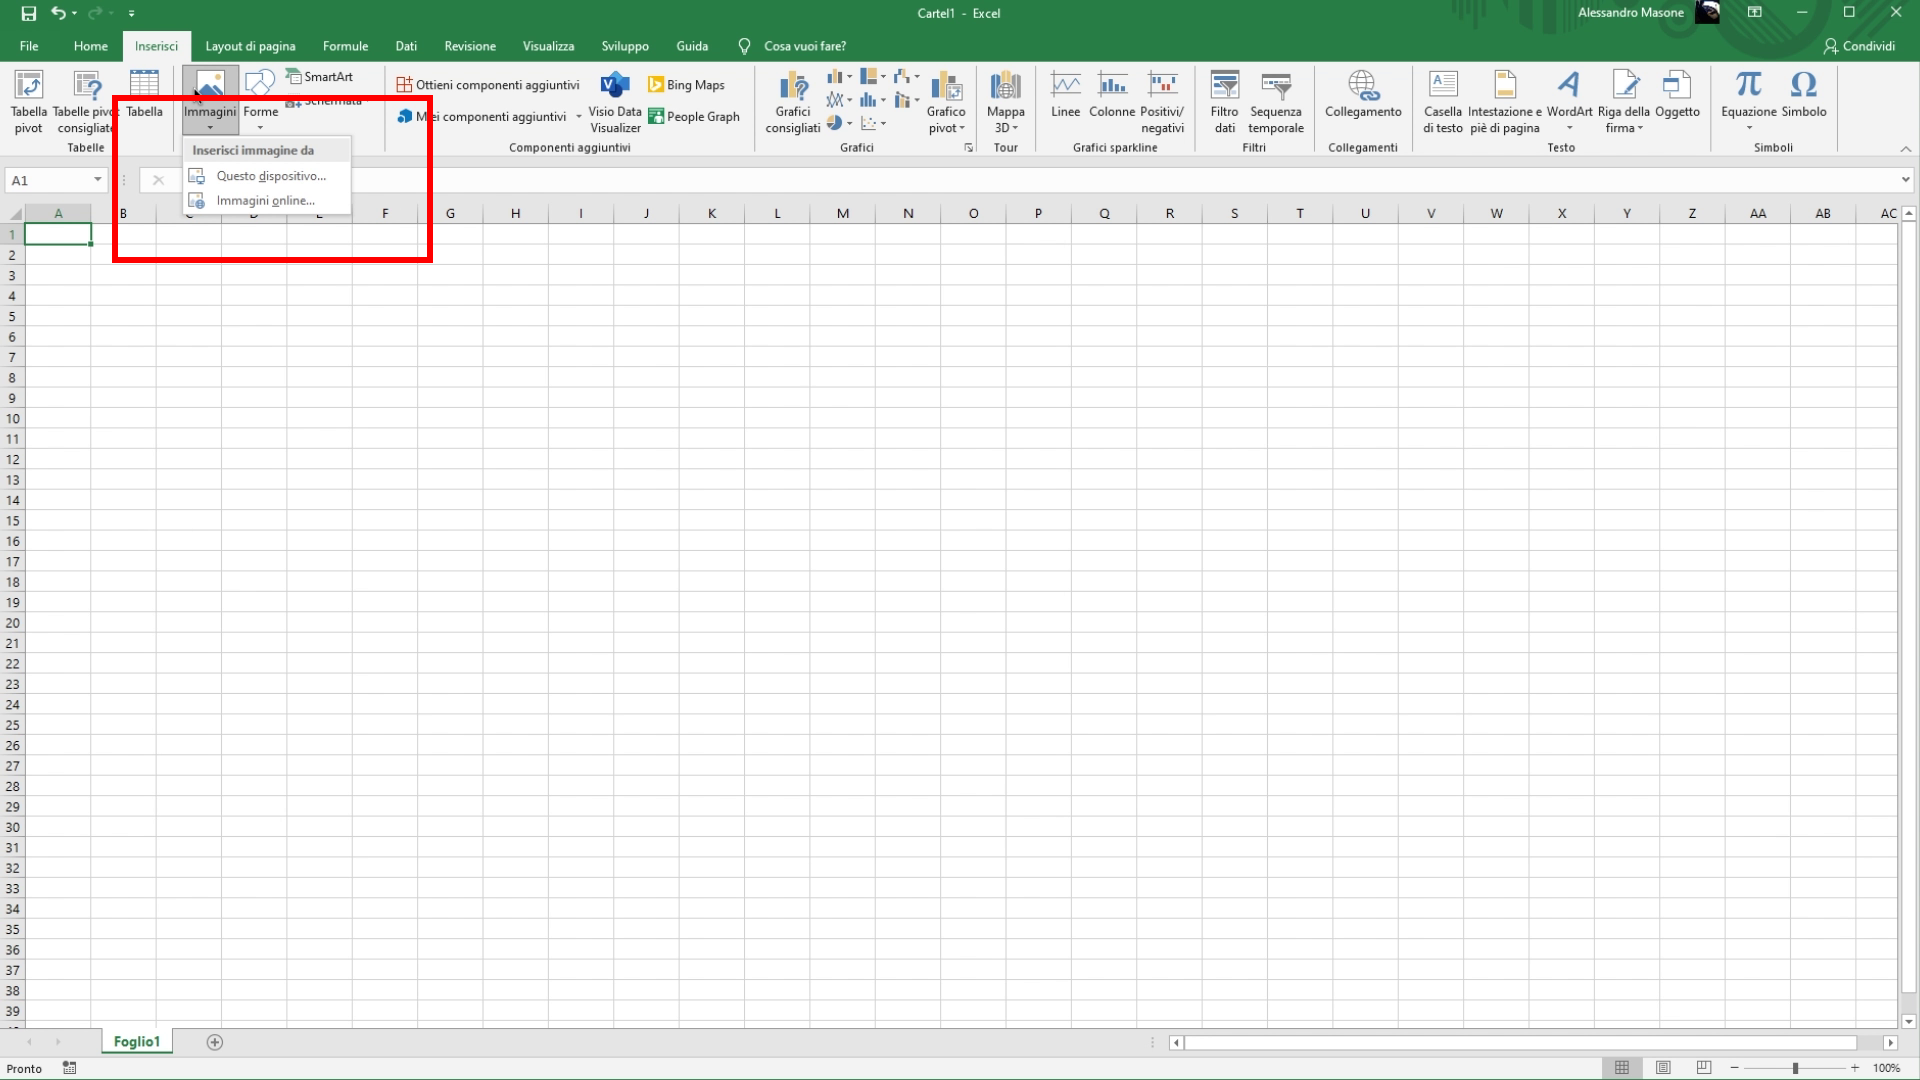 Cartel1 - Excel
Alessandro Masone
File Home Inserisci Layout di pagina Formule Dati Revisione Visualizza Sviluppo Guida Cosa vuoi fare? Condividi
Tabella pivot
Tabelle pivot consigliate
Tabella
Tabelle
Immagini
Forme
SmartArt
Schermata
Ottieni componenti aggiuntivi
I miei componenti aggiuntivi
Visio Data Visualizer
Bing Maps
People Graph
Componenti aggiuntivi
Grafici consigliati
Grafico pivot
Grafici
Mappa 3D
Tour
Linee
Colonne
Positivi/ negativi
Grafici sparkline
Filtro dati
Sequenza temporale
Filtri
Collegamento
Collegamenti
Casella di testo
Intestazione e piè di pagina
WordArt
Riga della firma
Oggetto
Testo
Equazione
Simbolo
Simboli
Inserisci immagine da
Questo dispositivo...
Immagini online...
A1
A B C D E F G H I J K L M N O P Q R S T U V W X Y Z AA AB AC
1
2
3
4
5
6
7
8
9
10
11
12
13
14
15
16
17
18
19
20
21
22
23
24
25
26
27
28
29
30
31
32
33
34
35
36
37
38
39
Foglio1
Pronto
100%